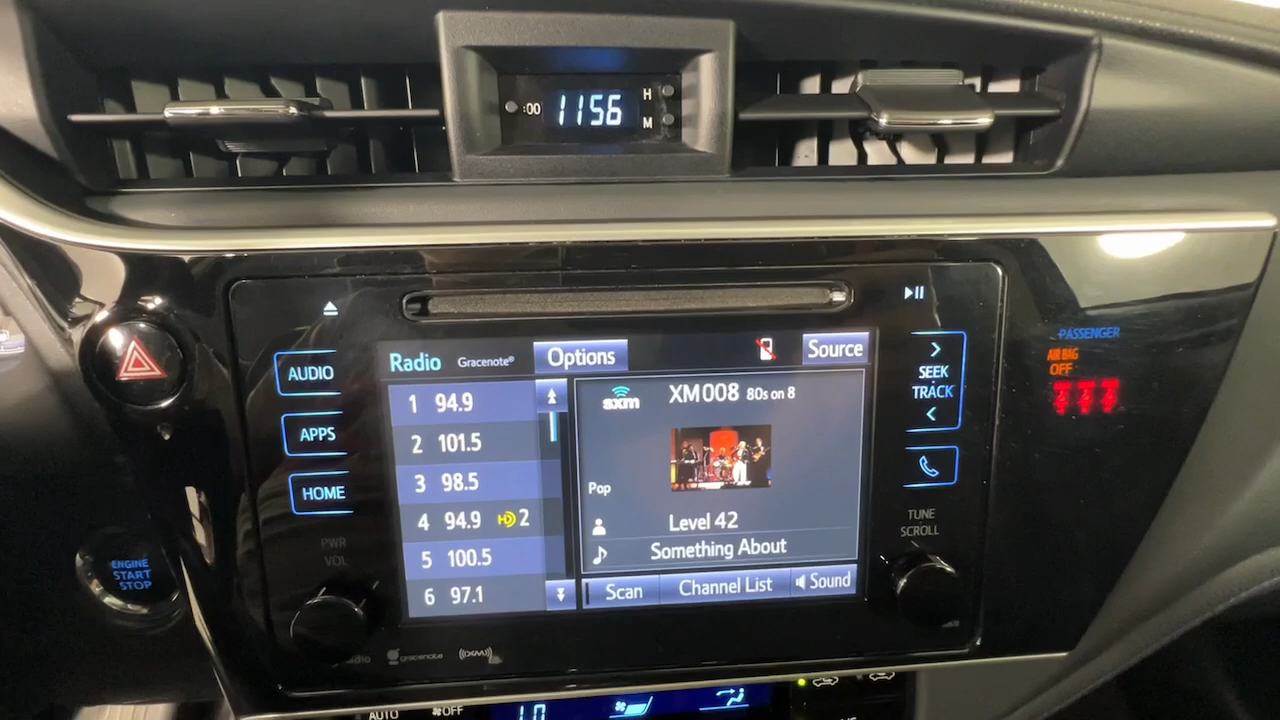 :00 1156 H
M
PASSENGER
AIR BAG
OFF
AUDIO
APPS
HOME
PWR
VOL
ENGINE
START
STOP
Radio Gracenote® Options Source
1 94.9
2 101.5
3 98.5
4 94.9 HD 2
5 100.5
6 97.1
sxm XM008 80s on 8
Pop
Level 42
Something About
Scan Channel List Sound
SEEK
TRACK
TUNE
SCROLL
gracenote
AUTO OFF